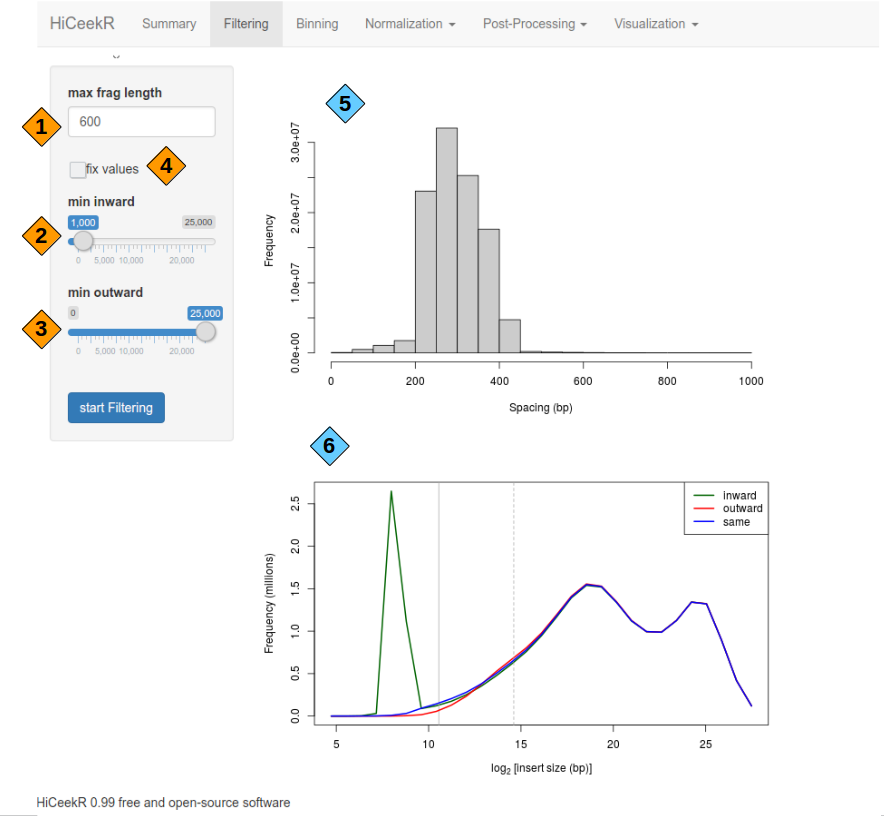 HiCeekR Summary Filtering Binning Normalization Post-Processing Visualization
max frag length
1
600
fix values
4
min inward
1,000 25,000
2
0 5,000 10,000 20,000
min outward
0 25,000
3
0 5,000 10,000 20,000
start Filtering
5
Frequency
0.0e+00 1.0e+07 2.0e+07 3.0e+07
0 200 400 600 800 1000
Spacing (bp)
6
inward
outward
same
Frequency (millions)
0.0 0.5 1.0 1.5 2.0 2.5
5 10 15 20 25
log2 [Insert size (bp)]
HiCeekR 0.99 free and open-source software